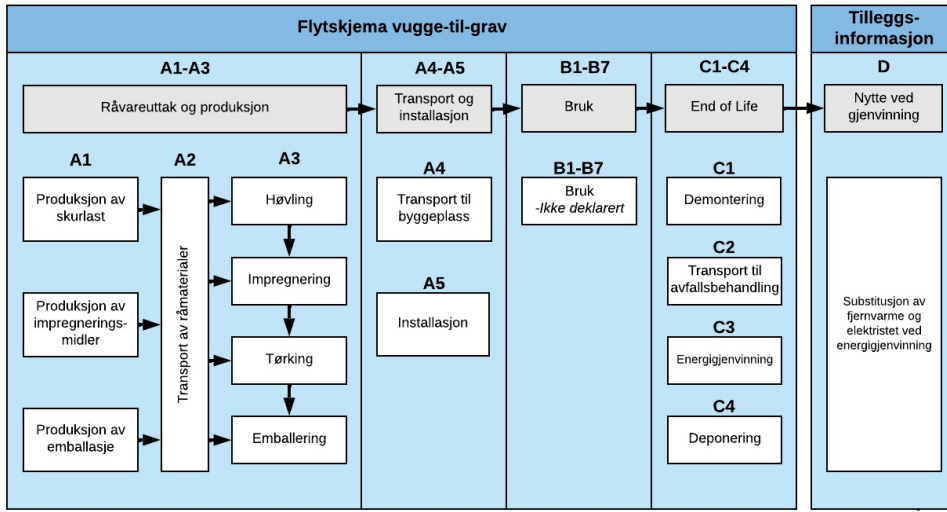 Flytskjema vugge-til-grav
Tilleggs-
informasjon
A1-A3
A4-A5
B1-B7
C1-C4
D
Råvareuttak og produksjon
Transport og
installasjon
Bruk
End of Life
Nytte ved
gjenvinning
A1
A2
A3
Produksjon av
skurlast
Produksjon av
impregnerings-
midler
Produksjon av
emballasje
Transport av råmaterialer
Høvling
Impregnering
Tørking
Emballering
A4
Transport til
byggeplass
A5
Installasjon
B1-B7
Bruk
-Ikke deklarert
C1
Demontering
C2
Transport til
avfallsbehandling
C3
Energigjenvinning
C4
Deponering
Substitusjon av
fjernvarme og
elektristet ved
energigjenvinning